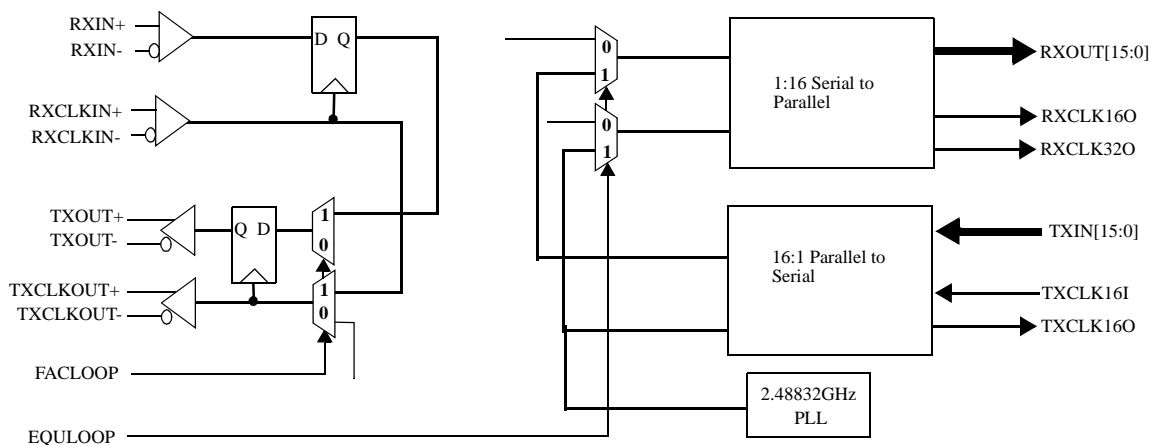 RXIN+
RXIN-
D Q
RXCLKIN+
RXCLKIN-
TXOUT+
TXOUT-
Q D
1
0
TXCLKOUT+
TXCLKOUT-
1
0
FACLOOP
EQULOOP
0
1
0
1
1:16 Serial to
Parallel
RXOUT[15:0]
RXCLK16O
RXCLK32O
16:1 Parallel to
Serial
TXIN[15:0]
TXCLK16I
TXCLK16O
2.48832GHz
PLL